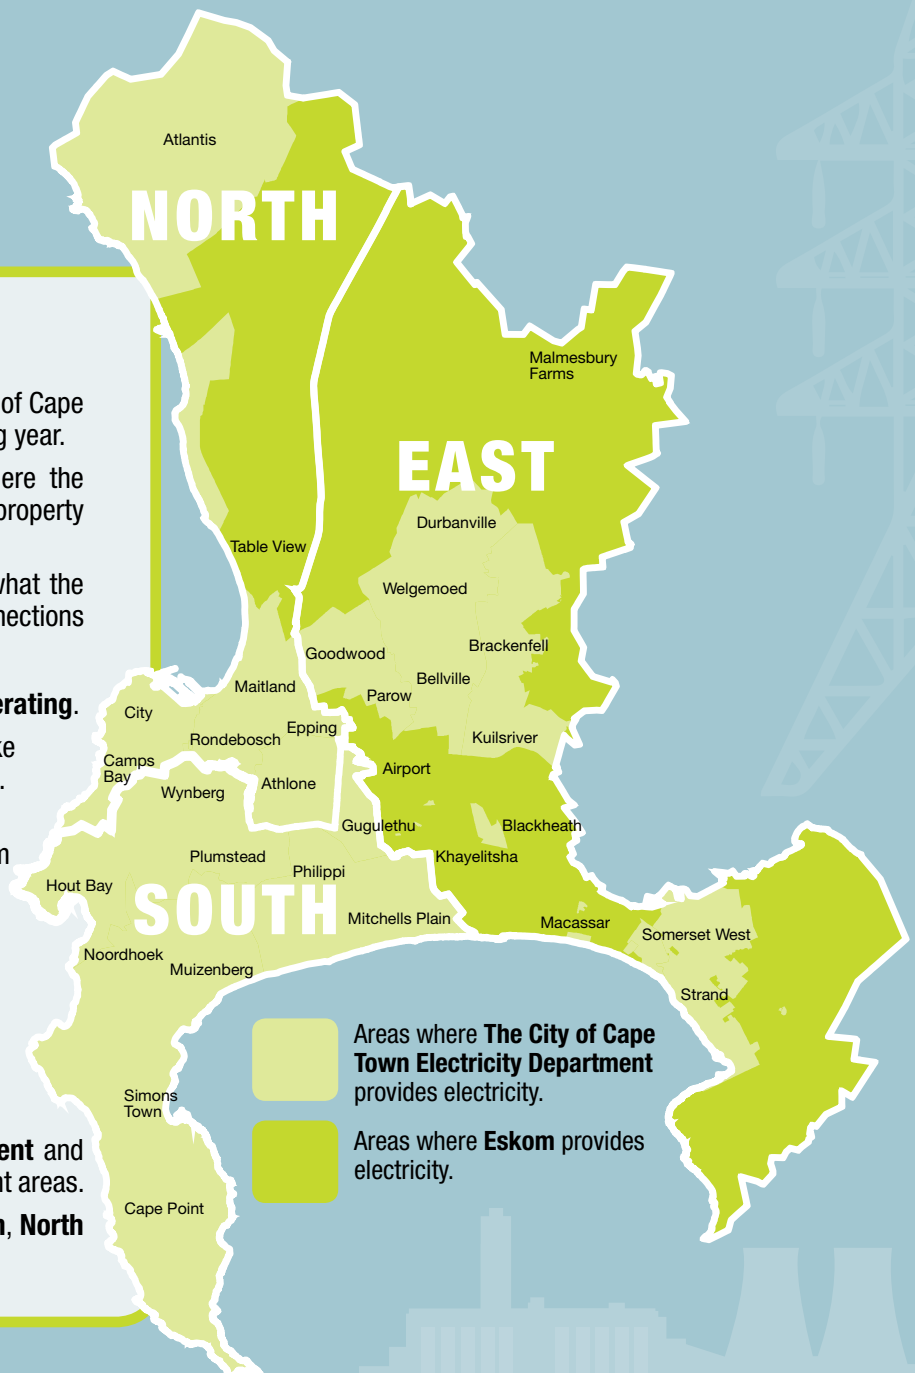 Atlantis
NORTH
Malmesbury
Farms
of Cape
g year.
ere the
property
EAST
Durbanville
Table View
what the
nections
Welgemoed
Goodwood
Brackenfell
Bellville
Maitland
Parow
erating.
City
Epping
Rondebosch
Kuilsriver
ke
.
Camps
Bay
Airport
Athlone
Wynberg
Gugulethu
Blackheath
m
Plumstead
Khayelitsha
Philippi
Hout Bay
SOUTH
Mitchells Plain
Macassar
Somerset West
Noordhoek
Muizenberg
Strand
Areas where The City of Cape
Town Electricity Department
provides electricity.
Simons
Town
Areas where Eskom provides
electricity.
ent and
nt areas.
Cape Point
n, North